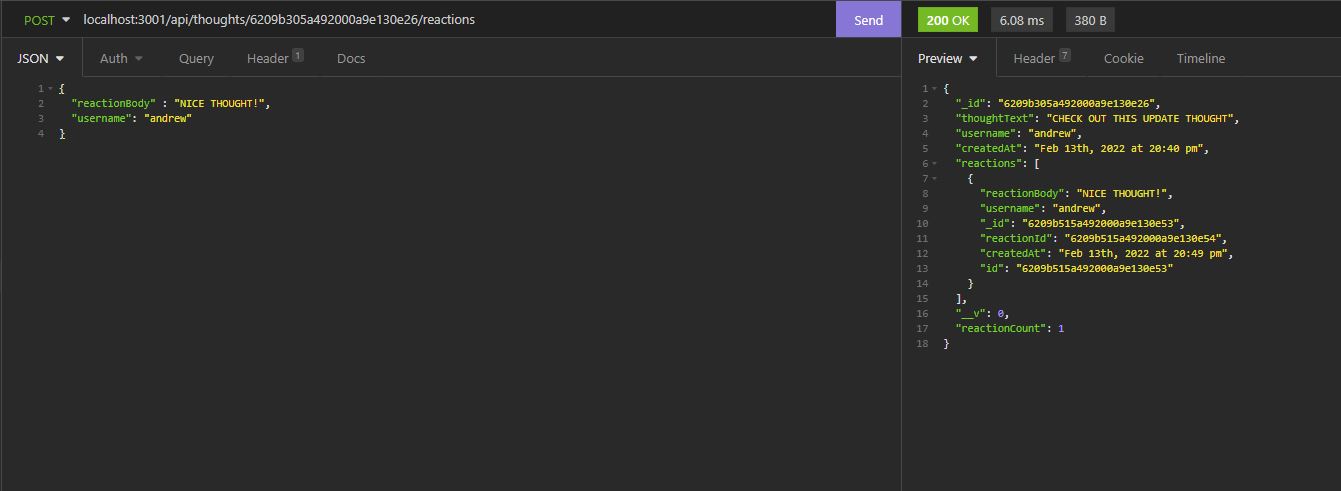 POST localhost:3001/api/thoughts/6209b305a492000a9e130e26/reactions Send 200 OK 6.08 ms 380 B
JSON Auth Query Header 1 Docs Preview Header 7 Cookie Timeline
1 {
2 "reactionBody" : "NICE THOUGHT!",
3 "username": "andrew"
4 }
1 {
2 "_id": "6209b305a492000a9e130e26",
3 "thoughtText": "CHECK OUT THIS UPDATE THOUGHT",
4 "username": "andrew",
5 "createdAt": "Feb 13th, 2022 at 20:40 pm",
6 "reactions": [
7 {
8 "reactionBody": "NICE THOUGHT!",
9 "username": "andrew",
10 "_id": "6209b515a492000a9e130e53",
11 "reactionId": "6209b515a492000a9e130e54",
12 "createdAt": "Feb 13th, 2022 at 20:49 pm",
13 "id": "6209b515a492000a9e130e53"
14 }
15 ],
16 "__v": 0,
17 "reactionCount": 1
18 }